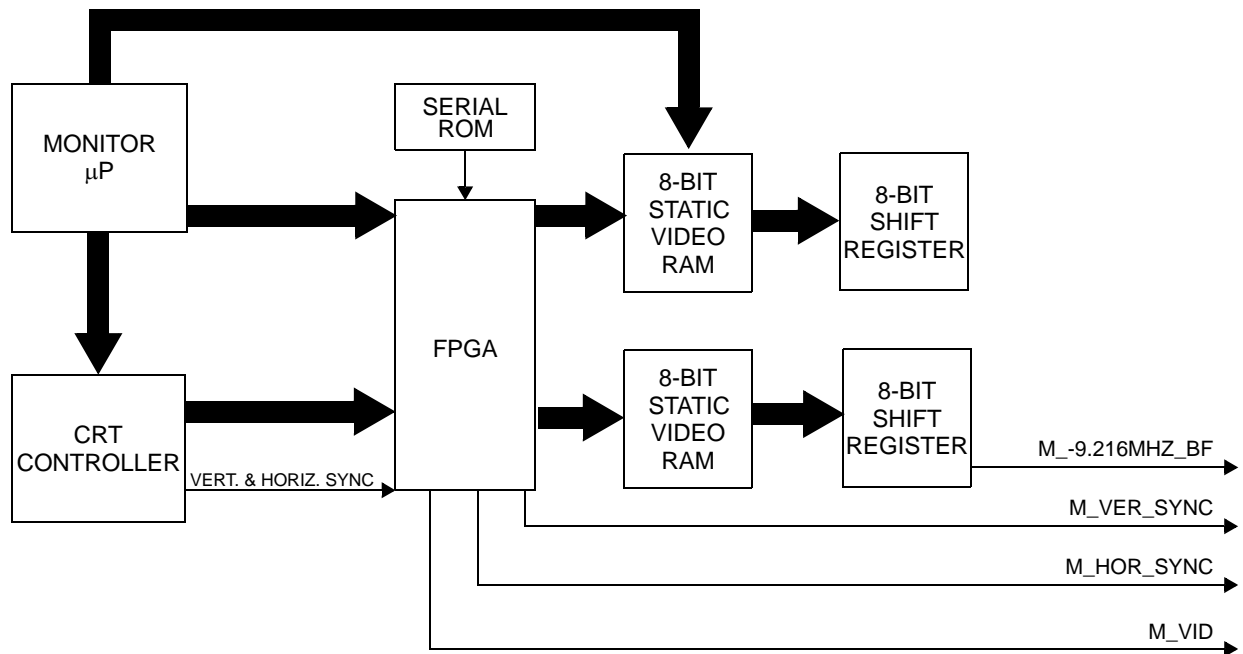 MONITOR
µP
SERIAL
ROM
8-BIT
STATIC
VIDEO
RAM
8-BIT
SHIFT
REGISTER
FPGA
CRT
CONTROLLER
VERT. & HORIZ. SYNC
8-BIT
STATIC
VIDEO
RAM
8-BIT
SHIFT
REGISTER
M_-9.216MHZ_BF
M_VER_SYNC
M_HOR_SYNC
M_VID